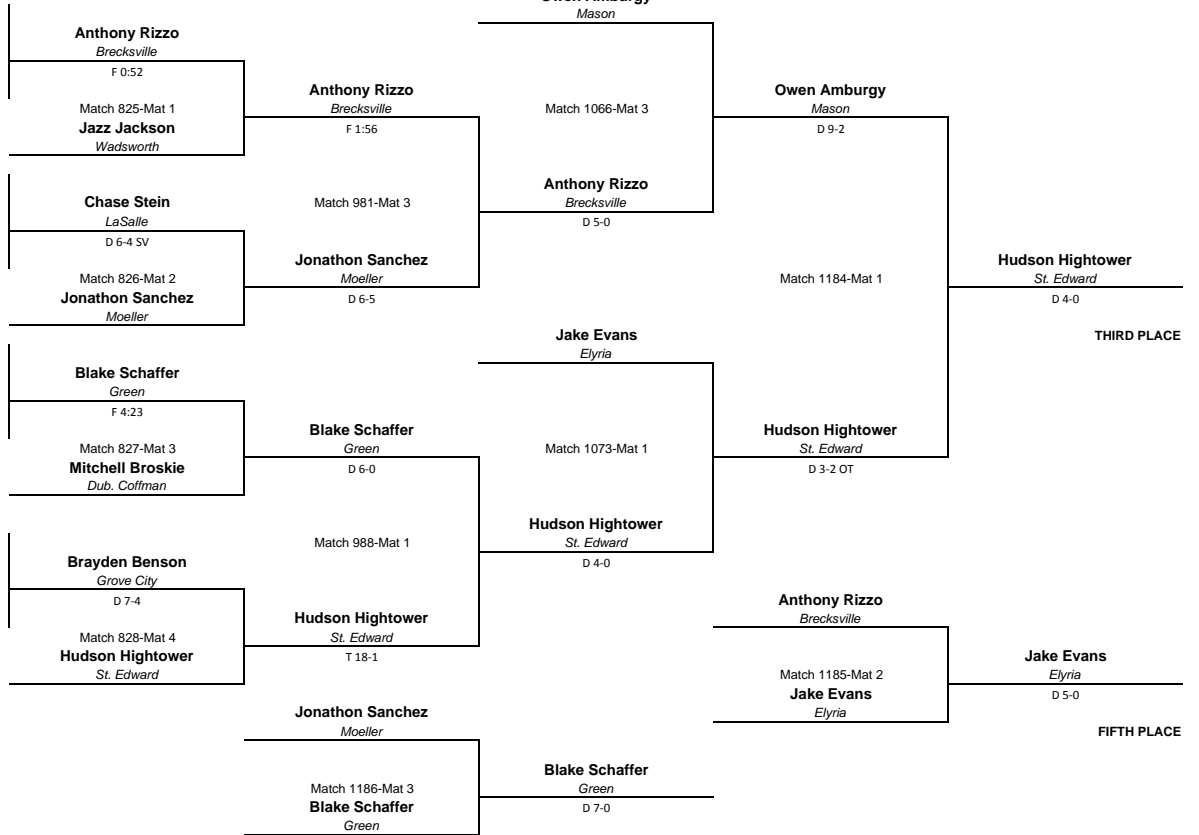 Owen Amburgy
Mason
Anthony Rizzo
Brecksville
F 0:52
Match 825-Mat 1
Jazz Jackson
Wadsworth
Anthony Rizzo
Brecksville
F 1:56
Match 1066-Mat 3
Owen Amburgy
Mason
D 9-2
Chase Stein
LaSalle
D 6-4 SV
Match 826-Mat 2
Jonathon Sanchez
Moeller
Match 981-Mat 3
Jonathon Sanchez
Moeller
D 6-5
Anthony Rizzo
Brecksville
D 5-0
Match 1184-Mat 1
Hudson Hightower
St. Edward
D 4-0
THIRD PLACE
Blake Schaffer
Green
F 4:23
Match 827-Mat 3
Mitchell Broskie
Dub. Coffman
Blake Schaffer
Green
D 6-0
Jake Evans
Elyria
Match 1073-Mat 1
Hudson Hightower
St. Edward
D 3-2 OT
Brayden Benson
Grove City
D 7-4
Match 828-Mat 4
Hudson Hightower
St. Edward
Match 988-Mat 1
Hudson Hightower
St. Edward
T 18-1
Hudson Hightower
St. Edward
D 4-0
Anthony Rizzo
Brecksville
Match 1185-Mat 2
Jake Evans
Elyria
Jake Evans
Elyria
D 5-0
FIFTH PLACE
Jonathon Sanchez
Moeller
Match 1186-Mat 3
Blake Schaffer
Green
Blake Schaffer
Green
D 7-0